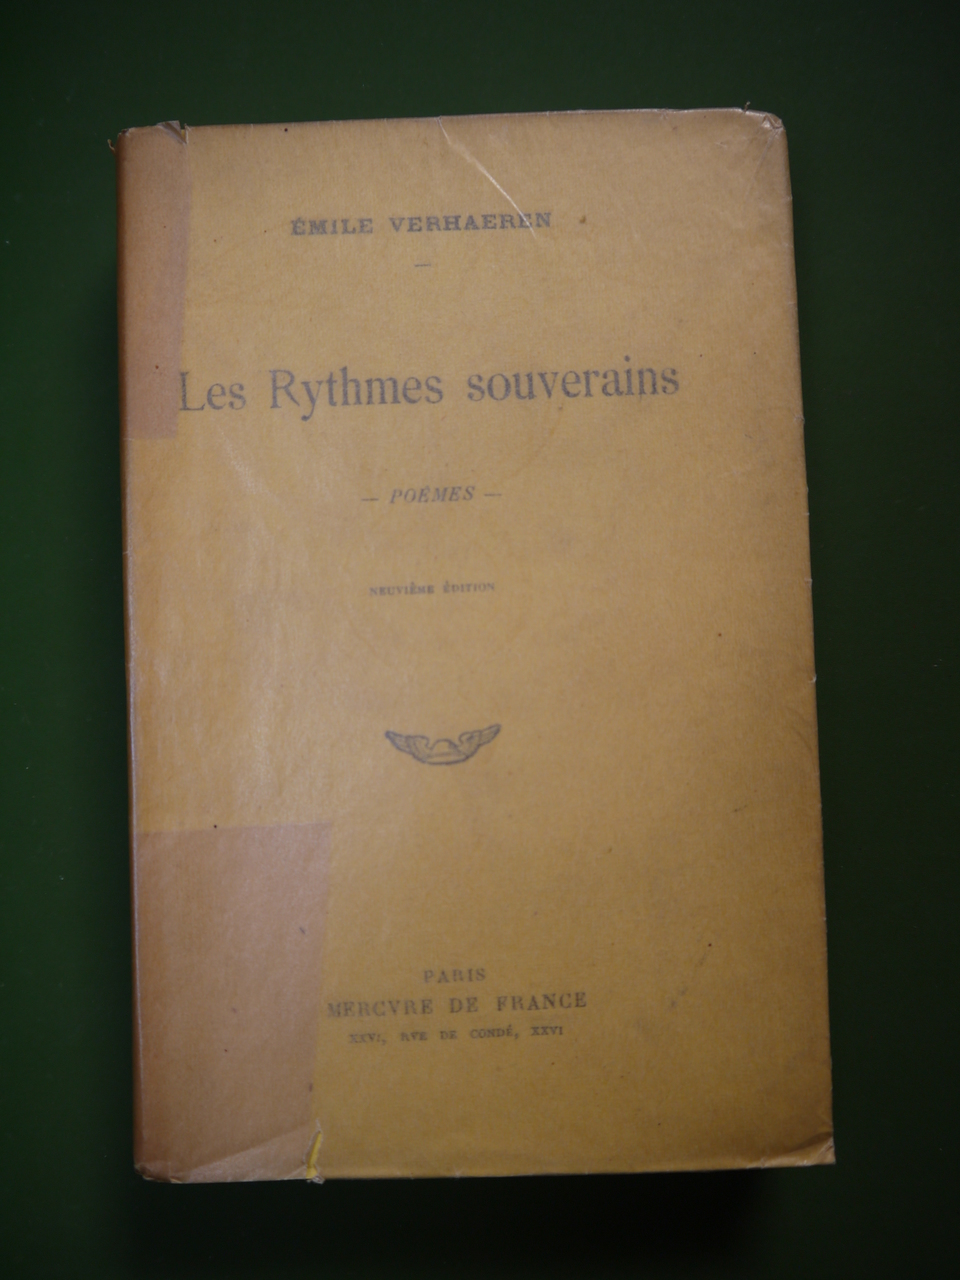 ÉMILE VERHAEREN
—
Les Rythmes souverains
— POÈMES —
NEUVIÈME ÉDITION
PARIS
MERCVRE DE FRANCE
XXVI, RVE DE CONDÉ, XXVI